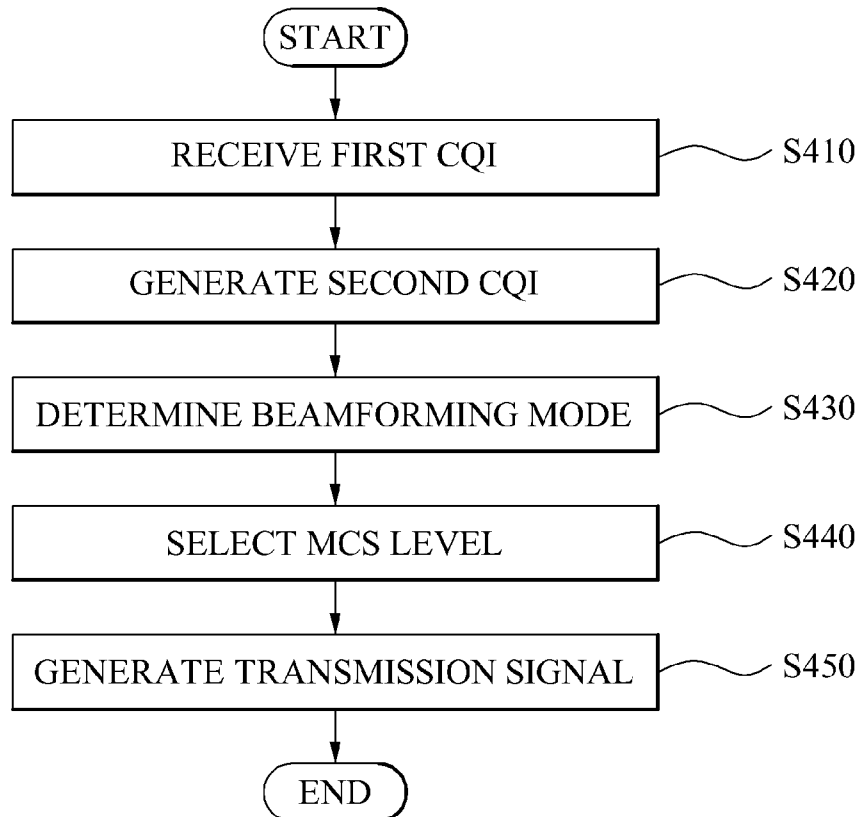 START
RECEIVE FIRST CQI
S410
GENERATE SECOND CQI
S420
DETERMINE BEAMFORMING MODE
S430
SELECT MCS LEVEL
S440
GENERATE TRANSMISSION SIGNAL
S450
END